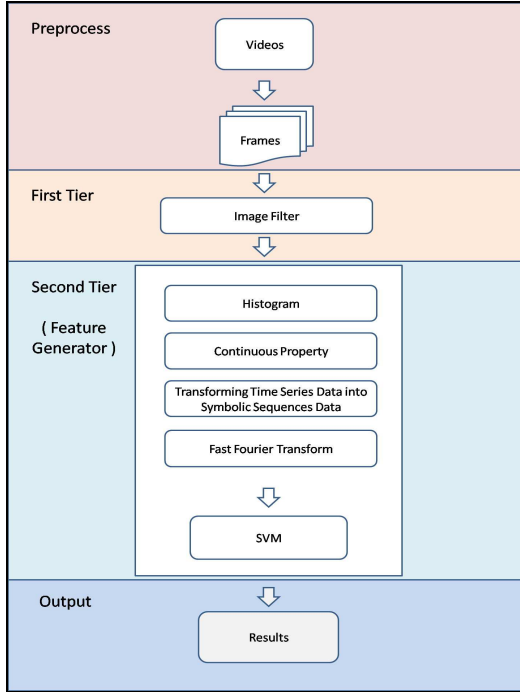 Preprocess
Videos
Frames
First Tier
Image Filter
Second Tier
( Feature
Generator )
Histogram
Continuous Property
Transforming Time Series Data into
Symbolic Sequences Data
Fast Fourier Transform
SVM
Output
Results